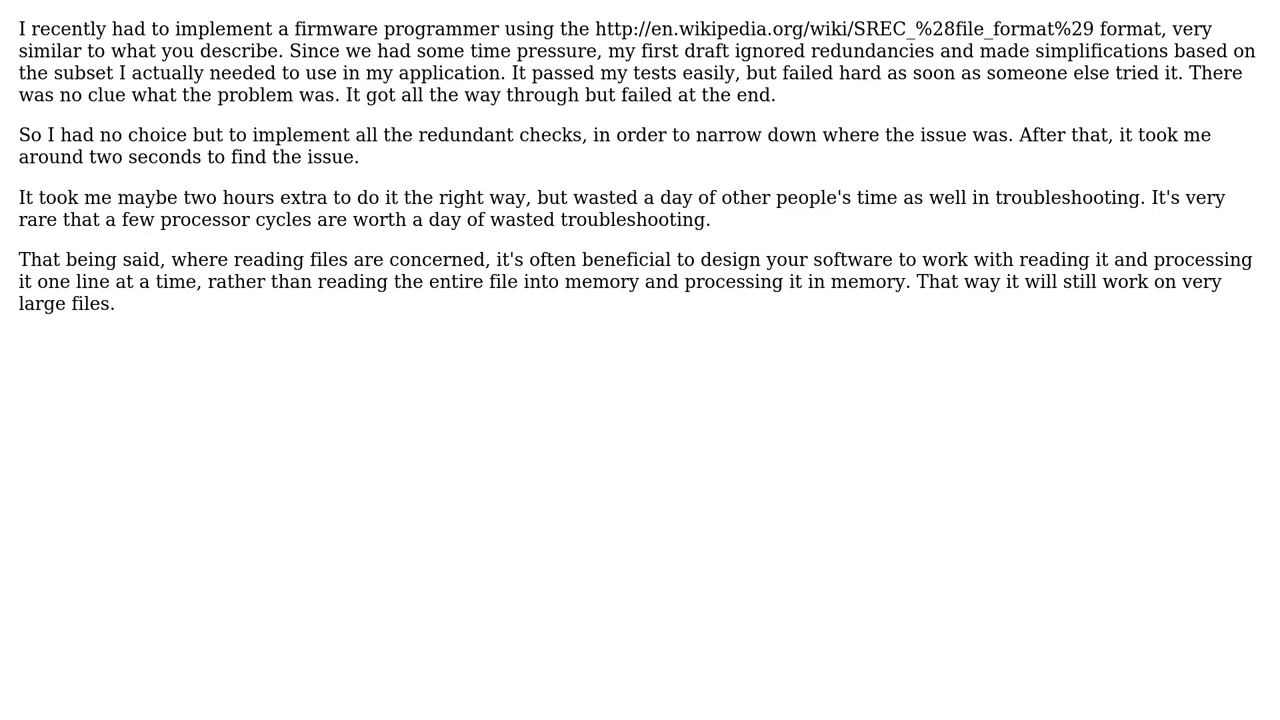 I recently had to implement a firmware programmer using the http://en.wikipedia.org/wiki/SREC_%28file_format%29 format, very
similar to what you describe. Since we had some time pressure, my first draft ignored redundancies and made simplifications based on
the subset I actually needed to use in my application. It passed my tests easily, but failed hard as soon as someone else tried it. There
was no clue what the problem was. It got all the way through but failed at the end.
So I had no choice but to implement all the redundant checks, in order to narrow down where the issue was. After that, it took me
around two seconds to find the issue.
It took me maybe two hours extra to do it the right way, but wasted a day of other people's time as well in troubleshooting. It's very
rare that a few processor cycles are worth a day of wasted troubleshooting.
That being said, where reading files are concerned, it's often beneficial to design your software to work with reading it and processing
it one line at a time, rather than reading the entire file into memory and processing it in memory. That way it will still work on very
large files.